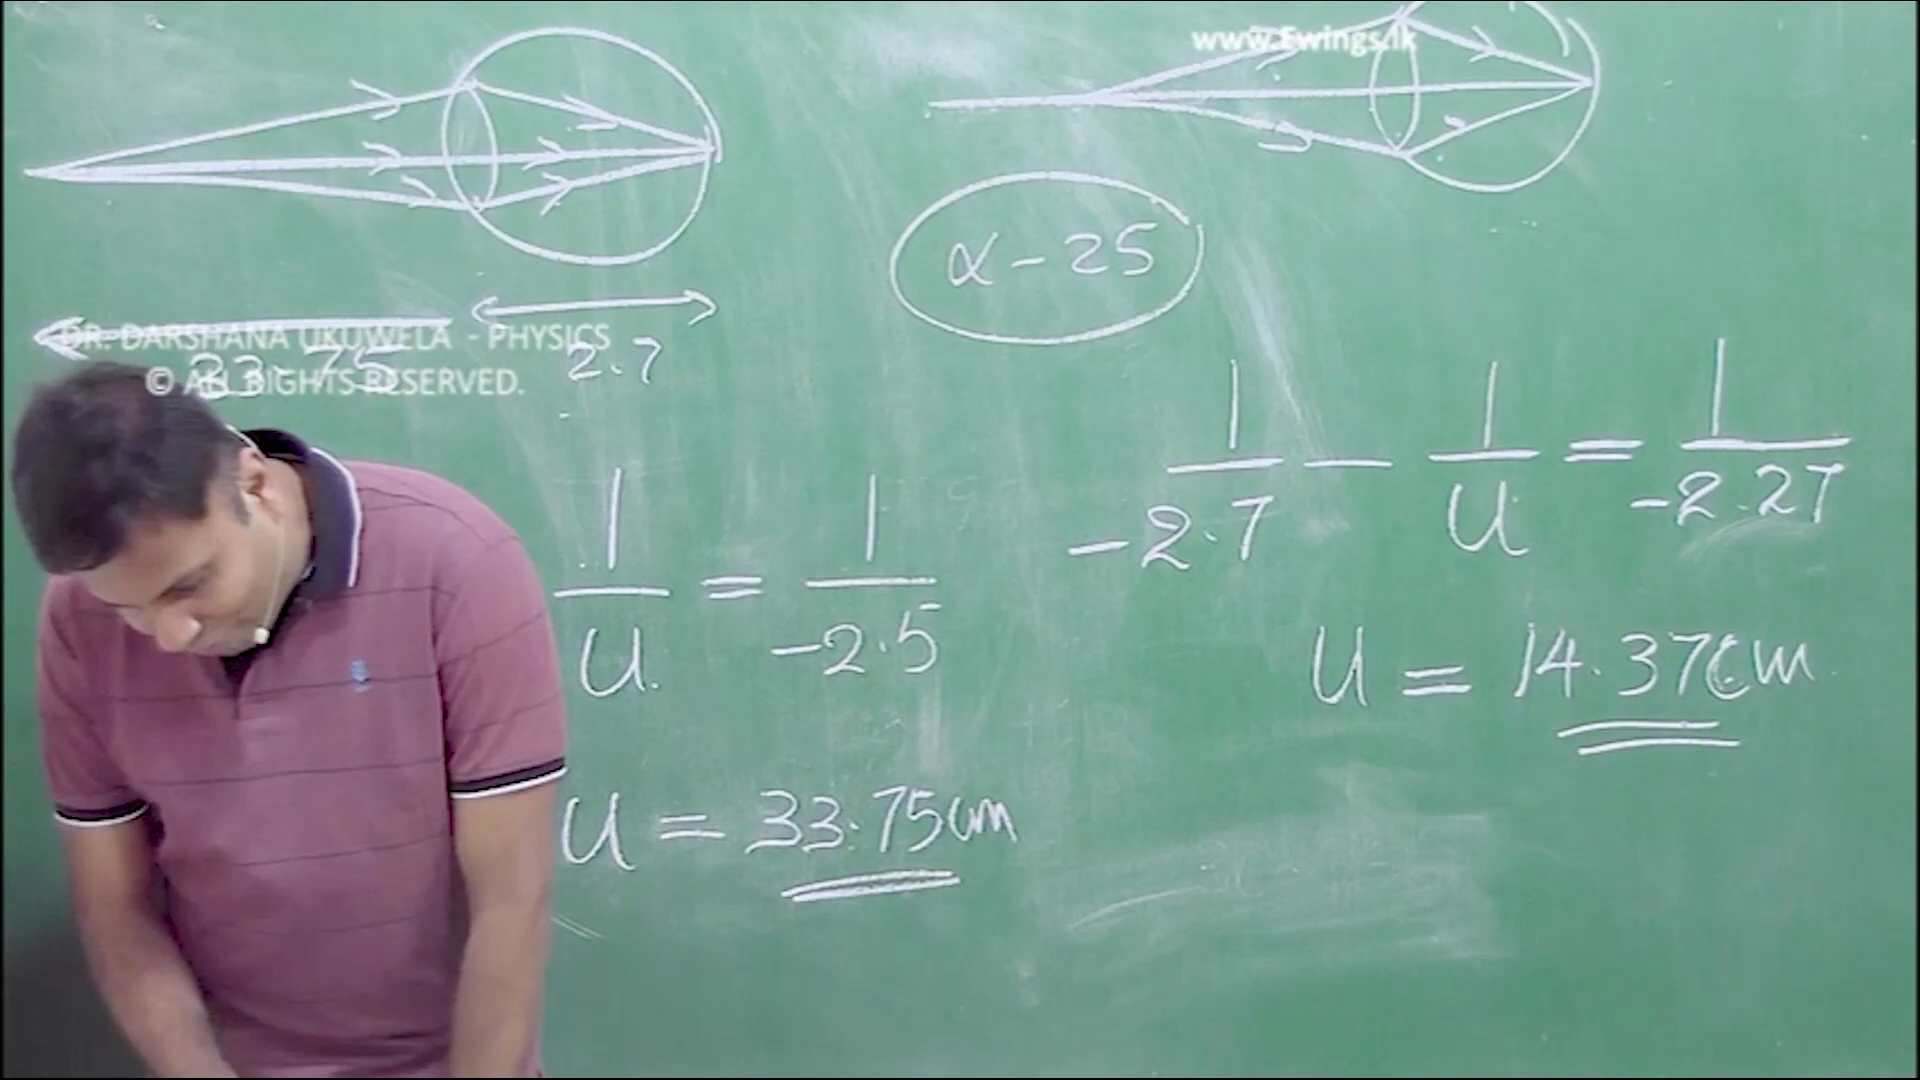 www.Ewings.lk
α - 25
DR. DARSHANA UKUWELA - PHYSICS
© ALL RIGHTS RESERVED.
33.75
2.7
1/-2.7 - 1/U = 1/-2.27
1/U = 1/-2.5
U = 14.37cm
U = 33.75cm